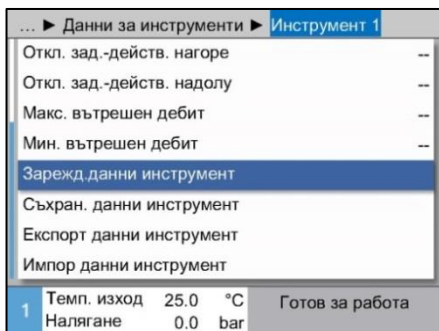 ... ► Данни за инструменти ► Инструмент 1
Откл. зад.-действ. нагоре --
Откл. зад.-действ. надолу --
Макс. вътрешен дебит --
Мин. вътрешен дебит --
Зарежд.данни инструмент
Съхран. данни инструмент
Експорт данни инструмент
Импор данни инструмент
1 Темп. изход 25.0 °C Готов за работа
Налягане 0.0 bar